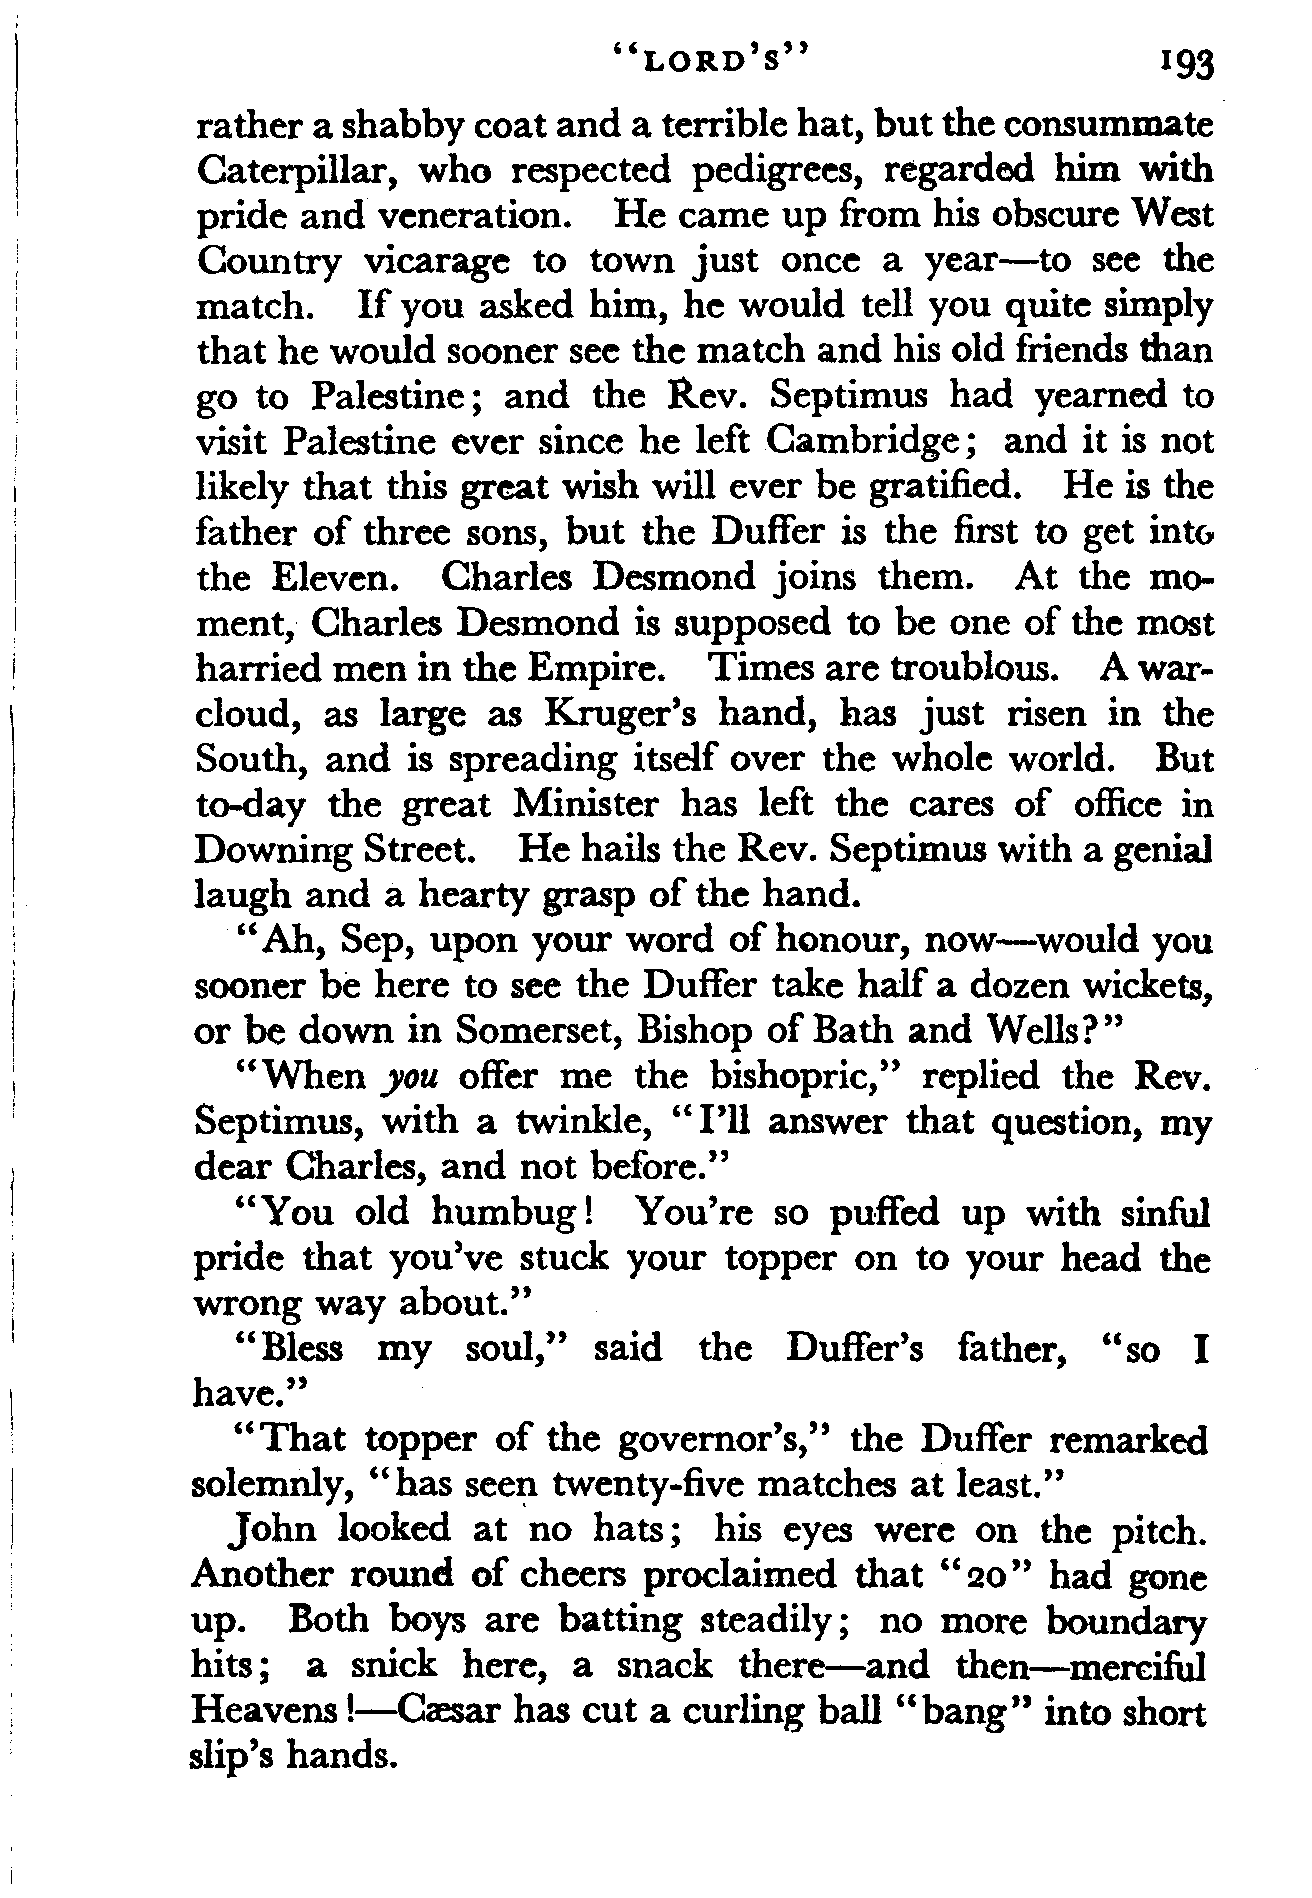 "LORD'S" 193
rather a shabby coat and a terrible hat, but the consummate
Caterpillar, who respected pedigrees, regarded him with
pride and veneration. He came up from his obscure West
Country vicarage to town just once a year—to see the
match. If you asked him, he would tell you quite simply
that he would sooner see the match and his old friends than
go to Palestine; and the Rev. Septimus had yearned to
visit Palestine ever since he left Cambridge; and it is not
likely that this great wish will ever be gratified. He is the
father of three sons, but the Duffer is the first to get into
the Eleven. Charles Desmond joins them. At the mo-
ment, Charles Desmond is supposed to be one of the most
harried men in the Empire. Times are troublous. A war-
cloud, as large as Kruger's hand, has just risen in the
South, and is spreading itself over the whole world. But
to-day the great Minister has left the cares of office in
Downing Street. He hails the Rev. Septimus with a genial
laugh and a hearty grasp of the hand.
"Ah, Sep, upon your word of honour, now—would you
sooner be here to see the Duffer take half a dozen wickets,
or be down in Somerset, Bishop of Bath and Wells?"
"When you offer me the bishopric," replied the Rev.
Septimus, with a twinkle, "I'll answer that question, my
dear Charles, and not before."
"You old humbug! You're so puffed up with sinful
pride that you've stuck your topper on to your head the
wrong way about."
"Bless my soul," said the Duffer's father, "so I
have."
"That topper of the governor's," the Duffer remarked
solemnly, "has seen twenty-five matches at least."
John looked at no hats; his eyes were on the pitch.
Another round of cheers proclaimed that "20" had gone
up. Both boys are batting steadily; no more boundary
hits; a snick here, a snack there—and then—merciful
Heavens!—Cæsar has cut a curling ball "bang" into short
slip's hands.